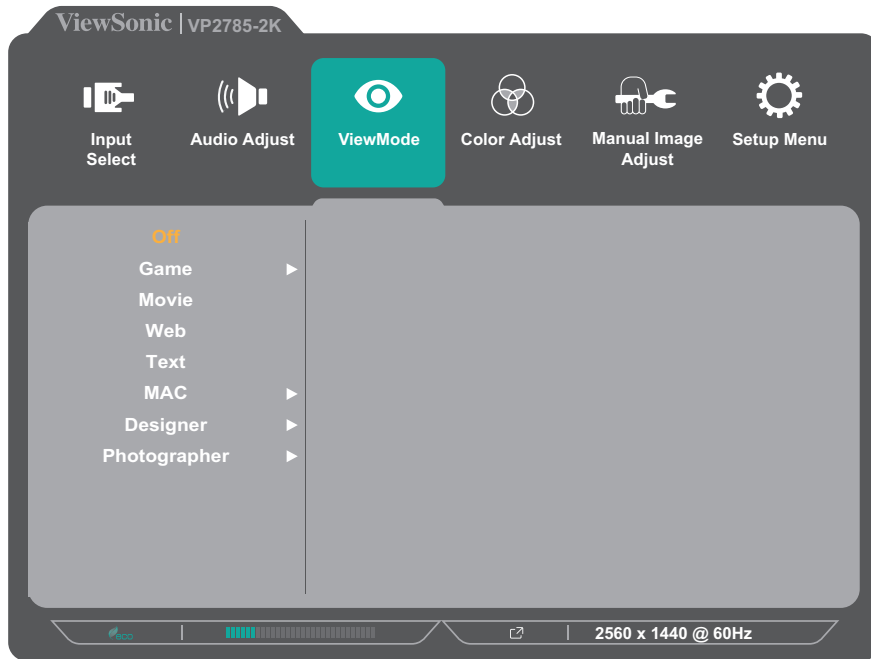 ViewSonic | VP2785-2K
Input Select
Audio Adjust
ViewMode
Color Adjust
Manual Image Adjust
Setup Menu
Off
Game
Movie
Web
Text
MAC
Designer
Photographer
eco
2560 x 1440 @ 60Hz